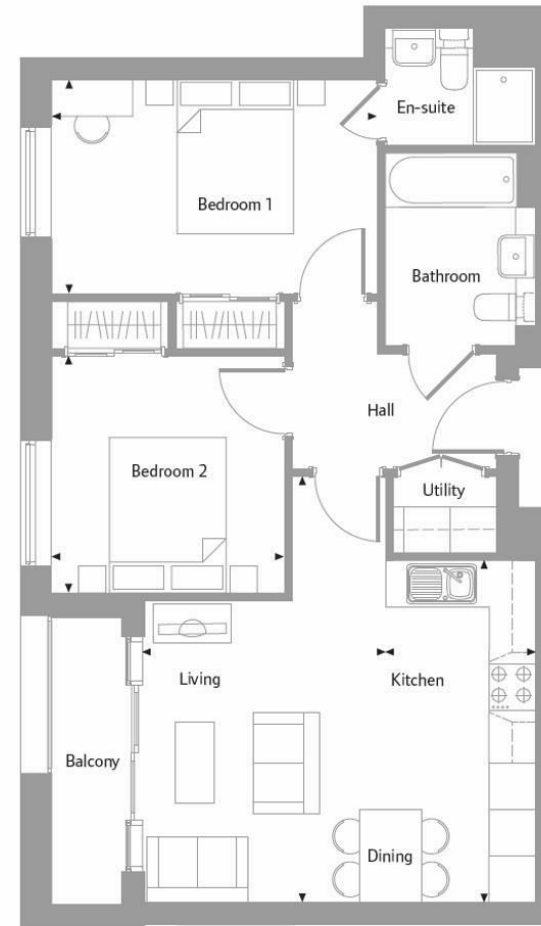 En-suite
Bedroom 1
Bathroom
Hall
Bedroom 2
Utility
Living
Kitchen
Balcony
Dining